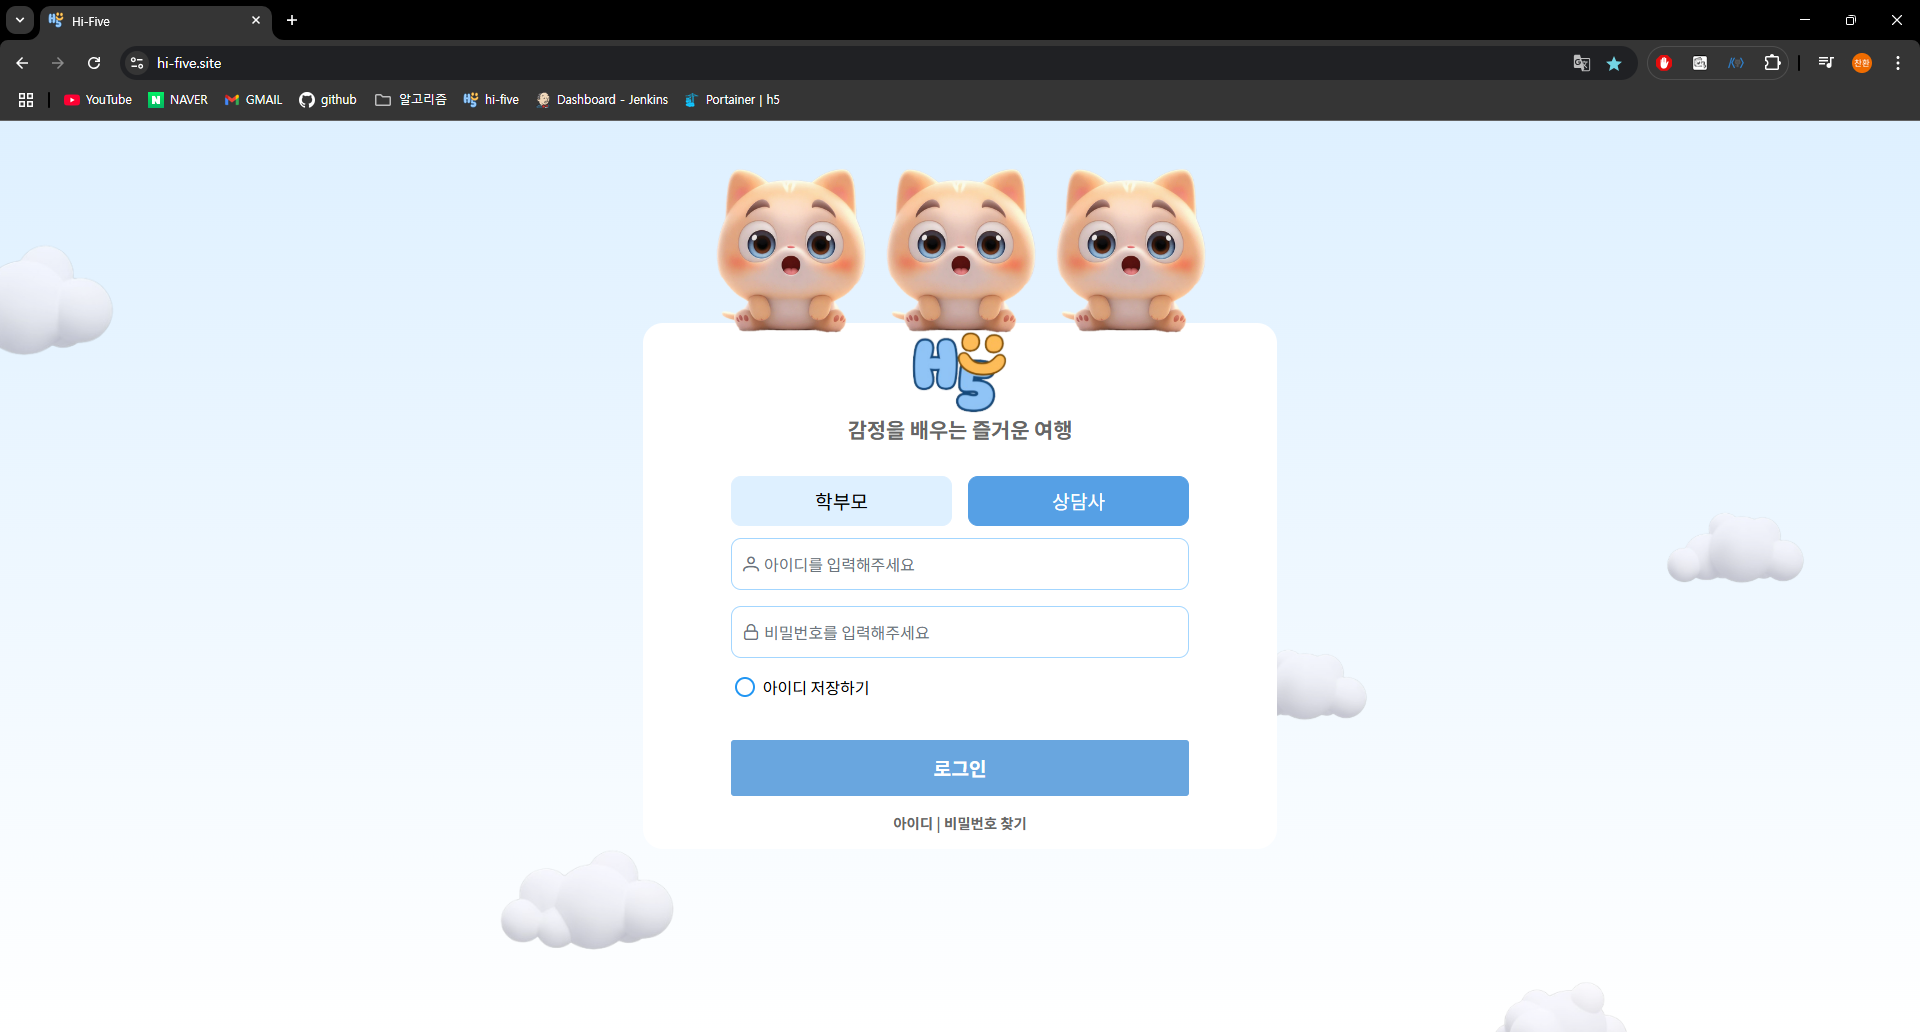 Hi-Five
hi-five.site
YouTube
NAVER
GMAIL
github
알고리즘
hi-five
Dashboard - Jenkins
Portainer | h5
H5
감정을 배우는 즐거운 여행
학부모
상담사
아이디를 입력해주세요
비밀번호를 입력해주세요
아이디 저장하기
로그인
아이디 | 비밀번호 찾기